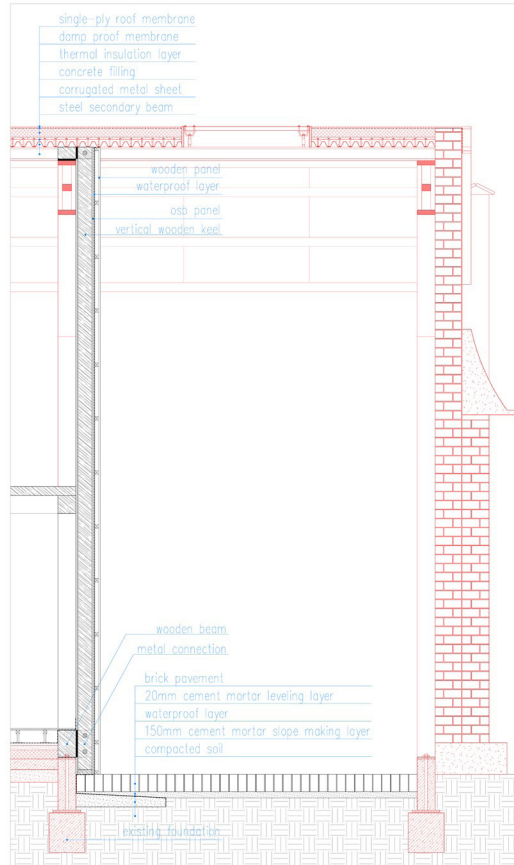 single-ply roof membrane
damp proof membrane
thermal insulation layer
concrete filling
corrugated metal sheet
steel secondary beam
wooden panel
waterproof layer
osb panel
vertical wooden keel
wooden beam
metal connection
brick pavement
20mm cement mortar leveling layer
waterproof layer
150mm cement mortar slope making layer
compacted soil
existing foundation